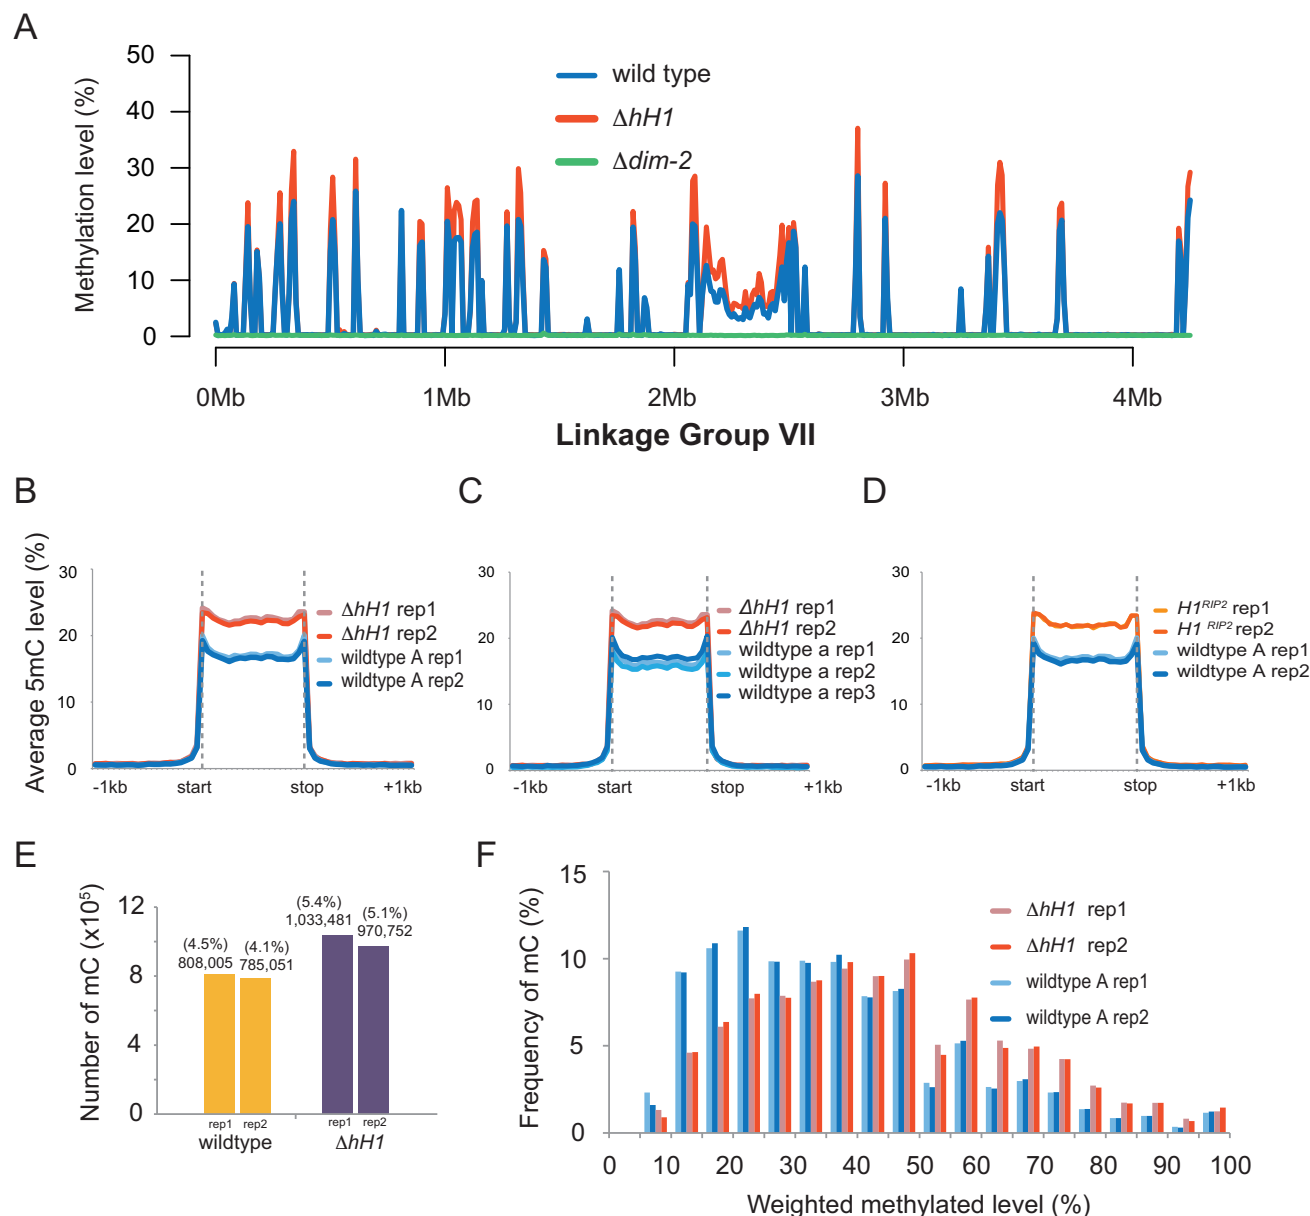 A
Methylation level (%)
50
40
30
20
10
0
wild type
ΔhH1
Δdim-2
0Mb 1Mb 2Mb 3Mb 4Mb
Linkage Group VII
B
Average 5mC level (%)
30
20
10
0
-1kb start stop +1kb
ΔhH1 rep1
ΔhH1 rep2
wildtype A rep1
wildtype A rep2
C
30
20
10
0
-1kb start stop +1kb
ΔhH1 rep1
ΔhH1 rep2
wildtype a rep1
wildtype a rep2
wildtype a rep3
D
30
20
10
0
-1kb start stop +1kb
H1^RIP2 rep1
H1^RIP2 rep2
wildtype A rep1
wildtype A rep2
E
Number of mC (x10⁵)
12
8
4
0
(4.5%)
808,005
(4.1%)
785,051
(5.4%)
1,033,481
(5.1%)
970,752
rep1 rep2 rep1 rep2
wildtype ΔhH1
F
Frequency of mC (%)
15
10
5
0
ΔhH1 rep1
ΔhH1 rep2
wildtype A rep1
wildtype A rep2
0 10 20 30 40 50 60 70 80 90 100
Weighted methylated level (%)